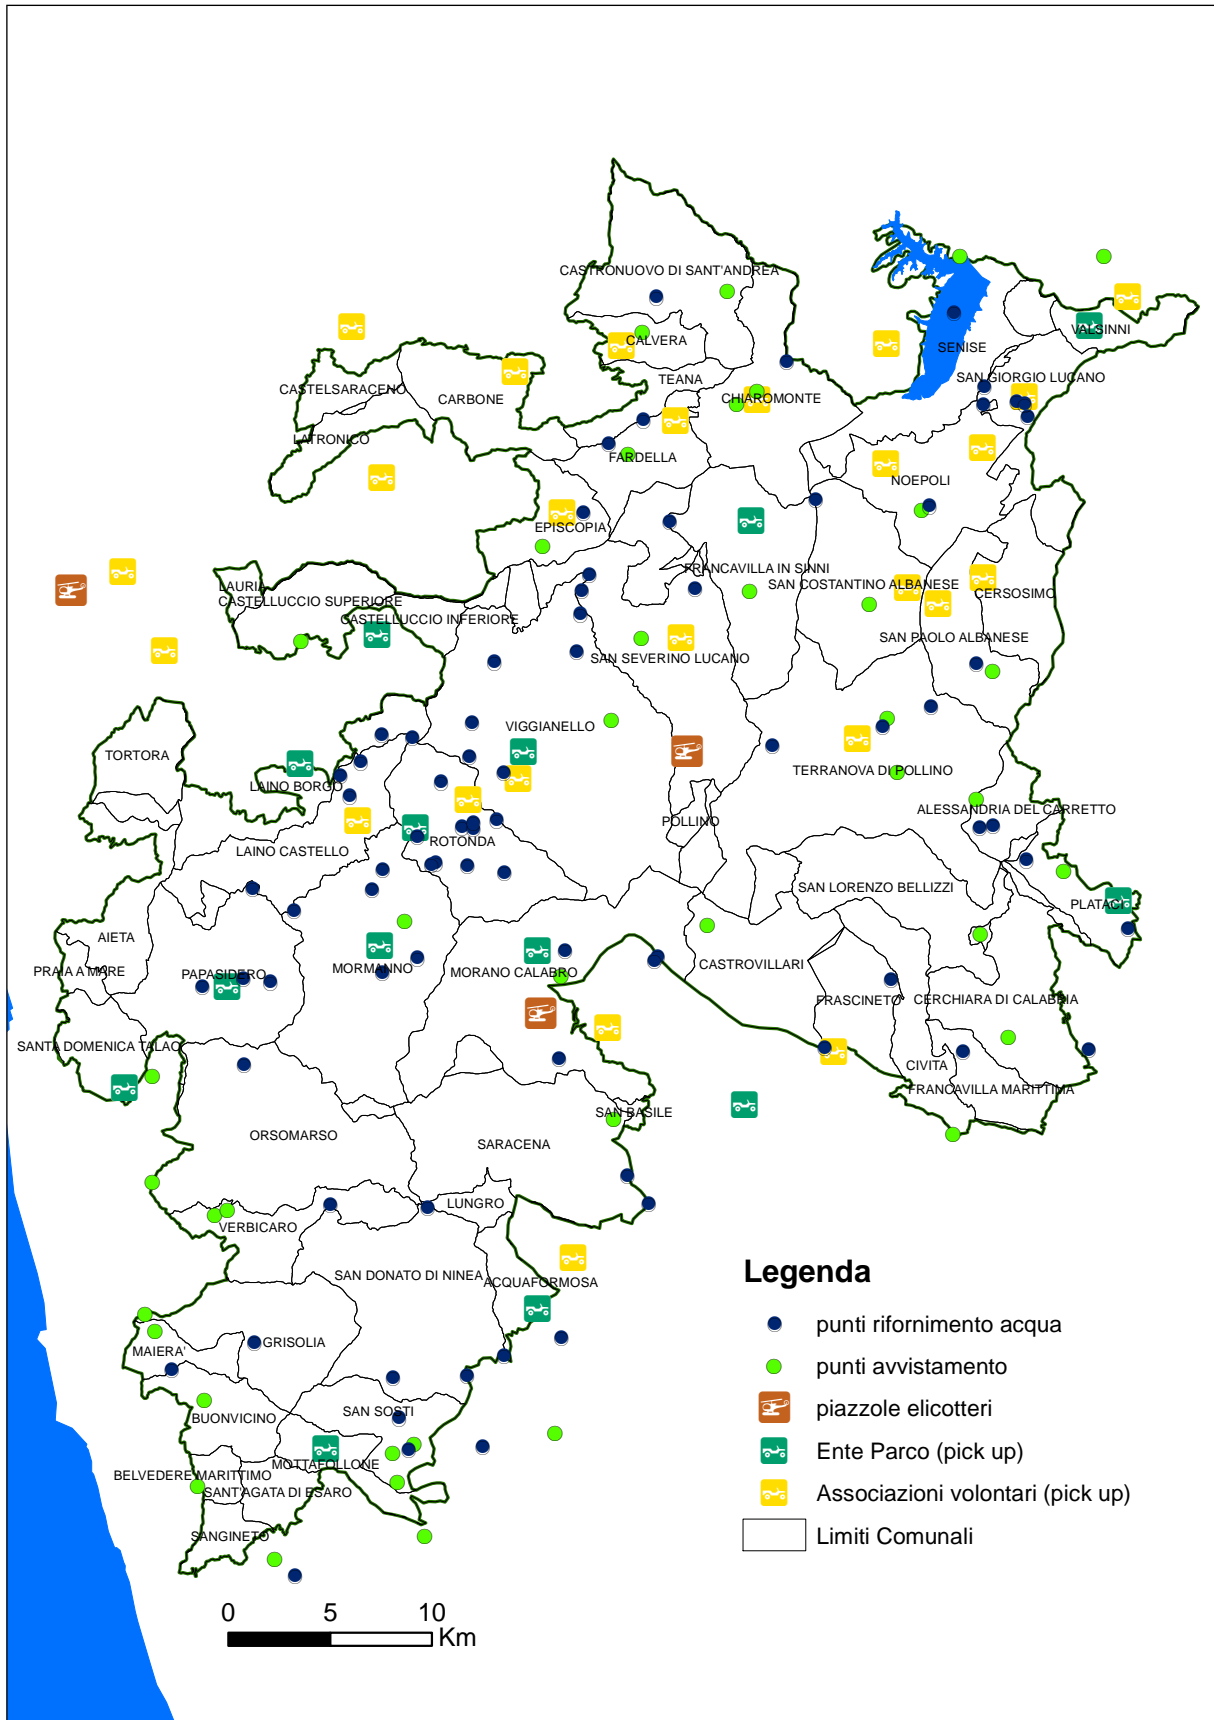 CASTRONUOVO DI SANT'ANDREA
VALSINNI
CALVERA
SENISE
TEANA
SAN GIORGIO LUCANO
CASTELSARACENO
CARBONE
CHIAROMONTE
LATRONICO
FARDELLA
NOEPOLI
EPISCOPIA
FRANCAVILLA IN SINNI
LAURIA
SAN COSTANTINO ALBANESE
CERSOSIMO
CASTELLUCCIO SUPERIORE
CASTELLUCCIO INFERIORE
SAN PAOLO ALBANESE
SAN SEVERINO LUCANO
VIGGIANELLO
TORTORA
TERRANOVA DI POLLINO
LAINO BORGO
ALESSANDRIA DEL CARRETTO
POLLINO
ROTONDA
LAINO CASTELLO
SAN LORENZO BELLIZZI
PLATACI
AIETA
CASTROVILLARI
PRAIA A MARE
PAPASIDERO
MORMANNO
MORANO CALABRO
FRASCINETO
CERCHIARA DI CALABRIA
SANTA DOMENICA TALAO
CIVITA
FRANCAVILLA MARITTIMA
SAN BASILE
ORSOMARSO
SARACENA
LUNGRO
VERBICARO
SAN DONATO DI NINEA
ACQUAFORMOSA
GRISOLIA
MAIERA'
BUONVICINO
SAN SOSTI
MOTTAFOLLONE
BELVEDERE MARITTIMO
SANT'AGATA DI ESARO
SANGINETO
Legenda
punti rifornimento acqua
punti avvistamento
piazzole elicotteri
Ente Parco (pick up)
Associazioni volontari (pick up)
Limiti Comunali
0 5 10
Km